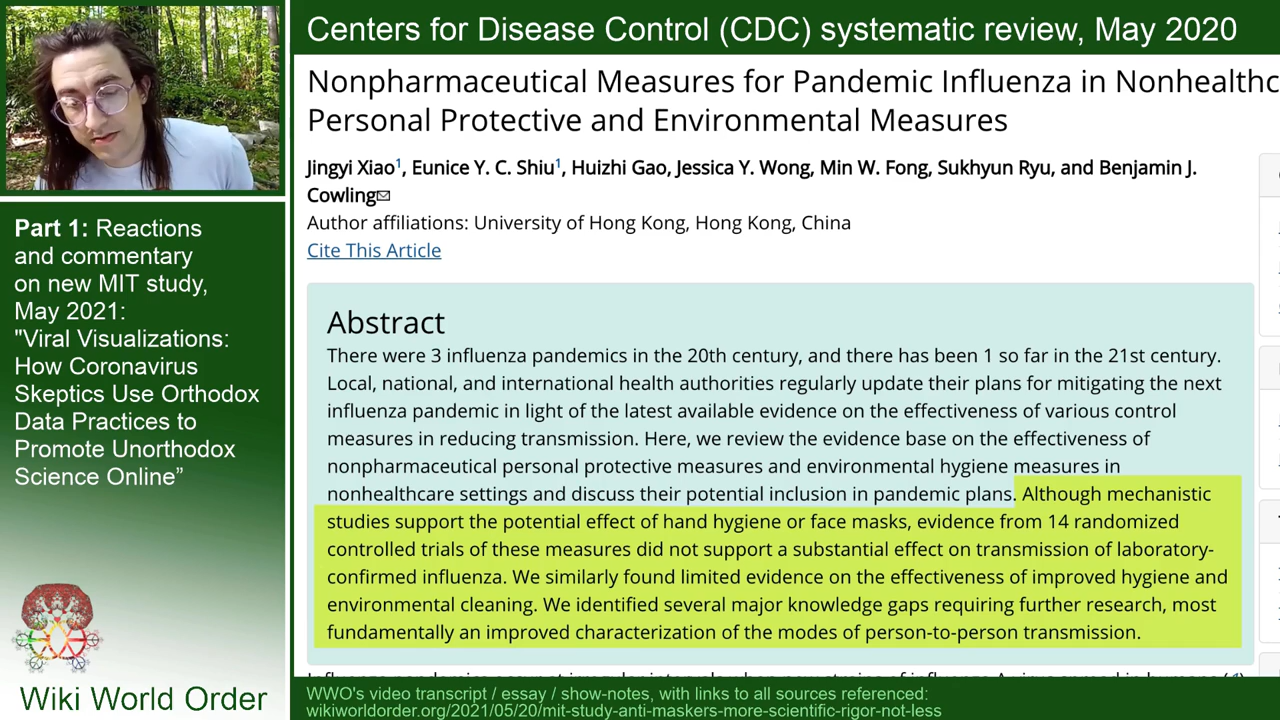 Centers for Disease Control (CDC) systematic review, May 2020
Nonpharmaceutical Measures for Pandemic Influenza in Nonhealthc
Personal Protective and Environmental Measures
Jingyi Xiao1, Eunice Y. C. Shiu1, Huizhi Gao, Jessica Y. Wong, Min W. Fong, Sukhyun Ryu, and Benjamin J.
Cowling
Author affiliations: University of Hong Kong, Hong Kong, China
Cite This Article
Abstract
There were 3 influenza pandemics in the 20th century, and there has been 1 so far in the 21st century.
Local, national, and international health authorities regularly update their plans for mitigating the next
influenza pandemic in light of the latest available evidence on the effectiveness of various control
measures in reducing transmission. Here, we review the evidence base on the effectiveness of
nonpharmaceutical personal protective measures and environmental hygiene measures in
nonhealthcare settings and discuss their potential inclusion in pandemic plans. Although mechanistic
studies support the potential effect of hand hygiene or face masks, evidence from 14 randomized
controlled trials of these measures did not support a substantial effect on transmission of laboratory-
confirmed influenza. We similarly found limited evidence on the effectiveness of improved hygiene and
environmental cleaning. We identified several major knowledge gaps requiring further research, most
fundamentally an improved characterization of the modes of person-to-person transmission.
Part 1: Reactions
and commentary
on new MIT study,
May 2021:
"Viral Visualizations:
How Coronavirus
Skeptics Use Orthodox
Data Practices to
Promote Unorthodox
Science Online”
Wiki World Order
WWO's video transcript / essay / show-notes, with links to all sources referenced:
wikiworldorder.org/2021/05/20/mit-study-anti-maskers-more-scientific-rigor-not-less